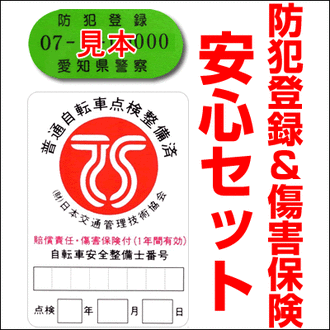 防犯登録&傷害保険
安心セット
防犯登録
07- 見本 000
愛知県警察
普通自転車点検整備済
TS
(財)日本交通管理技術協会
賠償責任・傷害保険付(1年間有効)
自転車安全整備士番号
点検 年 月 日